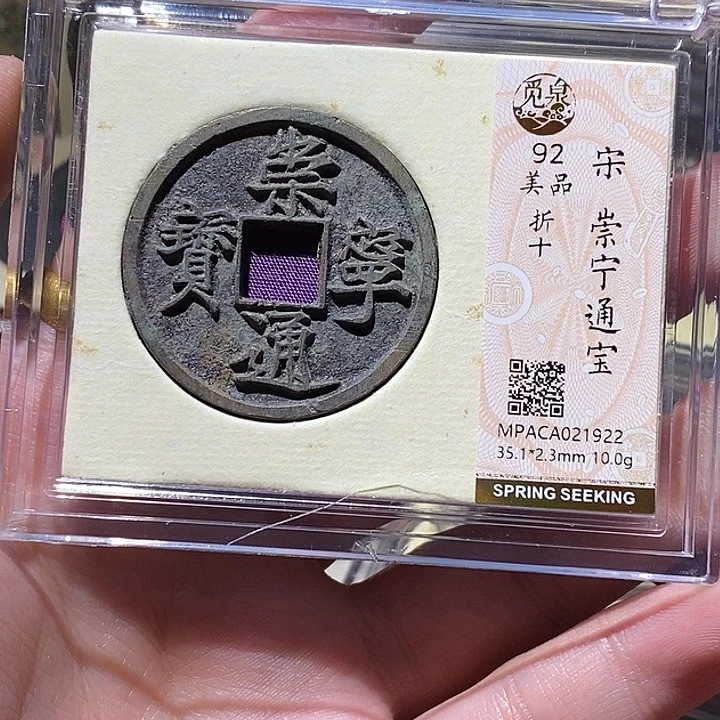 崇寧通寶
觅泉
92
美品
折十
宋 崇宁通宝
MPACA021922
35.1*2.3mm 10.0g
SPRING SEEKING